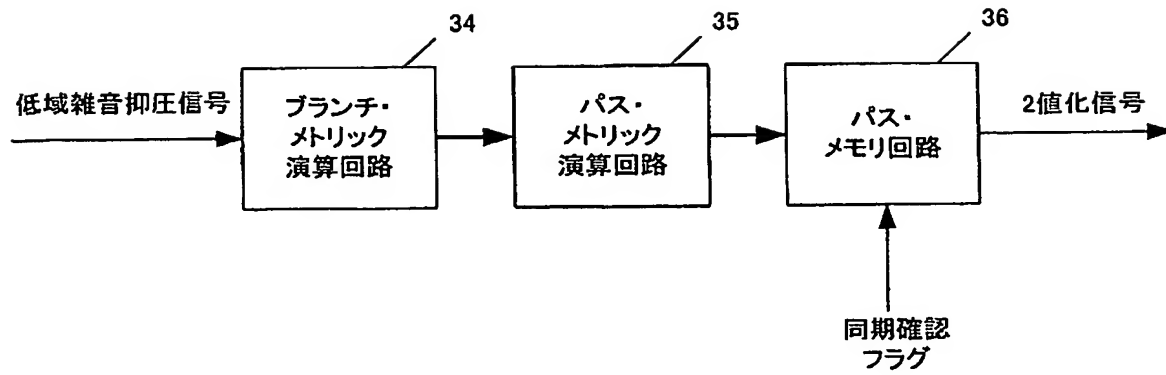 34
35
36
低域雑音抑圧信号
ブランチ・
メトリック
演算回路
パス・
メトリック
演算回路
パス・
メモリ回路
2値化信号
同期確認
フラグ